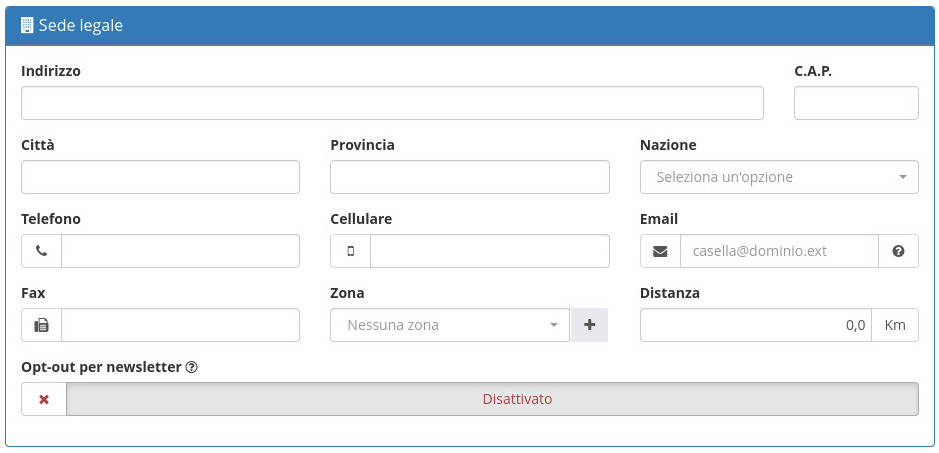 Sede legale
Indirizzo C.A.P.
Città Provincia Nazione
Seleziona un'opzione
Telefono Cellulare Email
casella@dominio.ext
Fax Zona Distanza
Nessuna zona 0,0 Km
Opt-out per newsletter
Disattivato